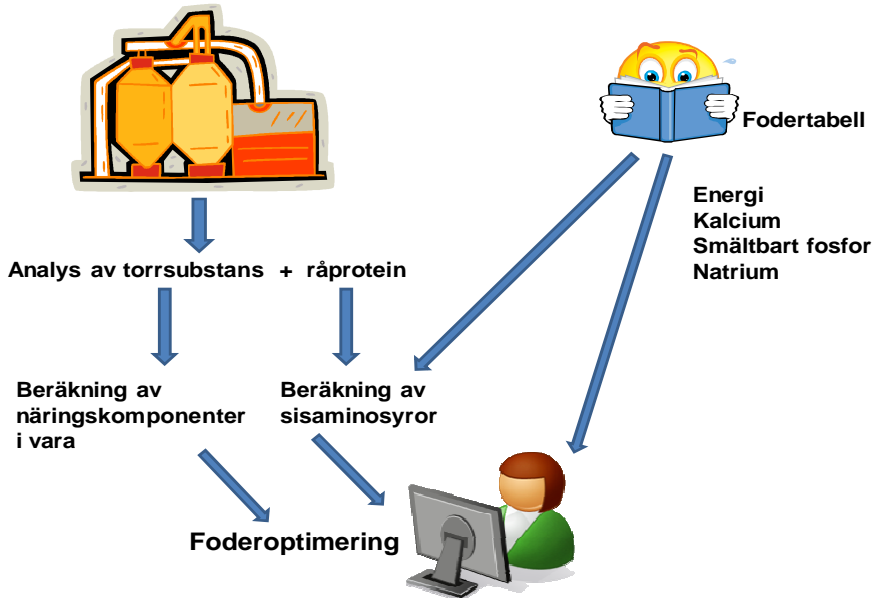 Fodertabell
Energi
Kalcium
Smältbart fosfor
Natrium
Analys av torrsubstans + råprotein
Beräkning av
näringskomponenter
i vara
Beräkning av
sisaminosyror
Foderoptimering